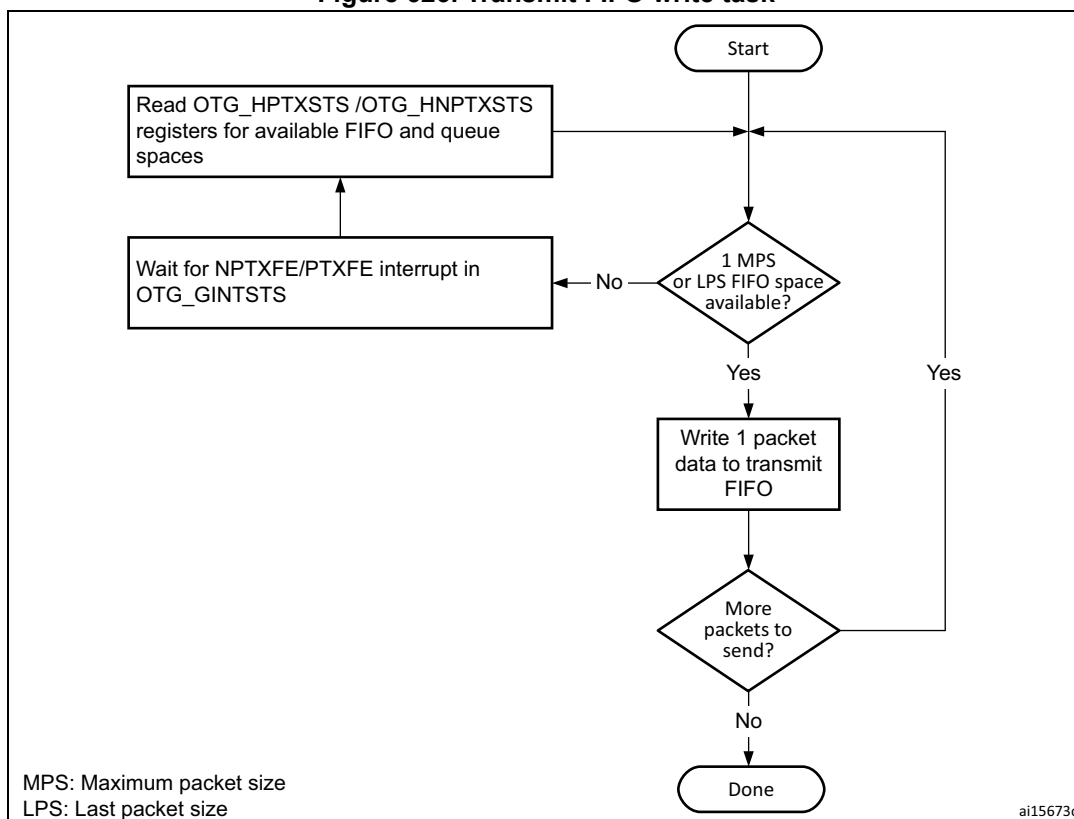 Start
Read OTG_HPTXSTS /OTG_HNPTXSTS
registers for available FIFO and queue
spaces
Wait for NPTXFE/PTXFE interrupt in
OTG_GINTSTS
No
1 MPS
or LPS FIFO space
available?
Yes
Yes
Write 1 packet
data to transmit
FIFO
More
packets to
send?
No
Done
MPS: Maximum packet size
LPS: Last packet size